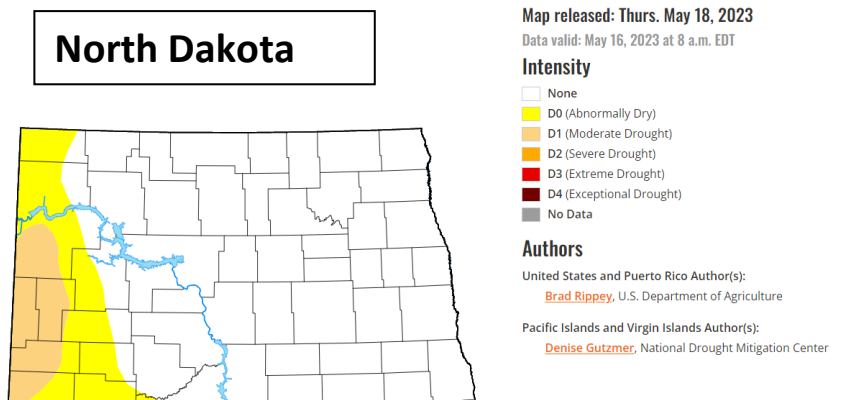 North Dakota
Map released: Thurs. May 18, 2023
Data valid: May 16, 2023 at 8 a.m. EDT
Intensity
None
D0 (Abnormally Dry)
D1 (Moderate Drought)
D2 (Severe Drought)
D3 (Extreme Drought)
D4 (Exceptional Drought)
No Data
Authors
United States and Puerto Rico Author(s):
Brad Rippey, U.S. Department of Agriculture
Pacific Islands and Virgin Islands Author(s):
Denise Gutzmer, National Drought Mitigation Center